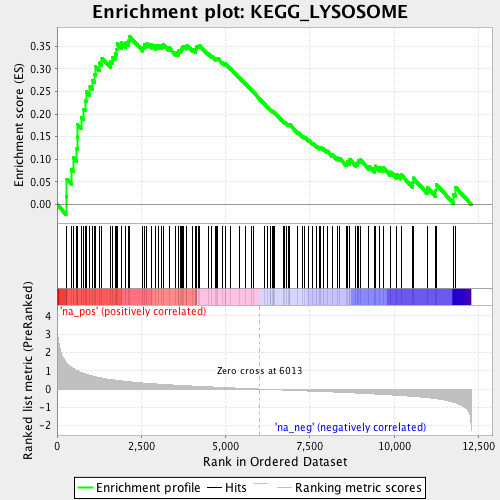 Enrichment plot: KEGG_LYSOSOME
Enrichment score (ES)
0.35
0.30
0.25
0.20
0.15
0.10
0.05
0.00
'na_pos' (positively correlated)
Ranked list metric (PreRanked)
4
3
2
1
0
-1
-2
Zero cross at 6013
'na_neg' (negatively correlated)
0
2,500
5,000
7,500
10,000
12,500
Rank in Ordered Dataset
Enrichment profile
Hits
Ranking metric scores